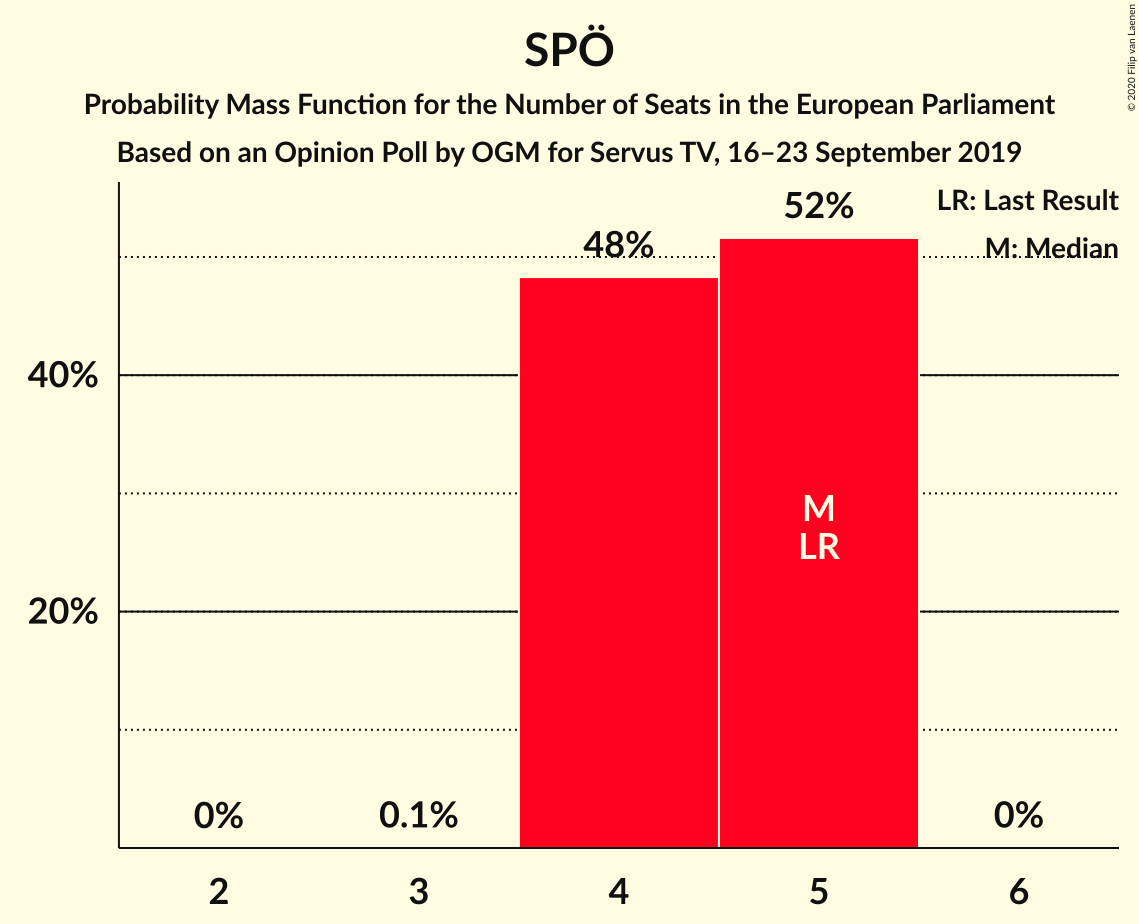 SPÖ
Probability Mass Function for the Number of Seats in the European Parliament
Based on an Opinion Poll by OGM for Servus TV, 16–23 September 2019
© 2020 Filip van Laenen
LR: Last Result
M: Median
52%
48%
40%
20%
M
LR
0%
0.1%
0%
2
3
4
5
6